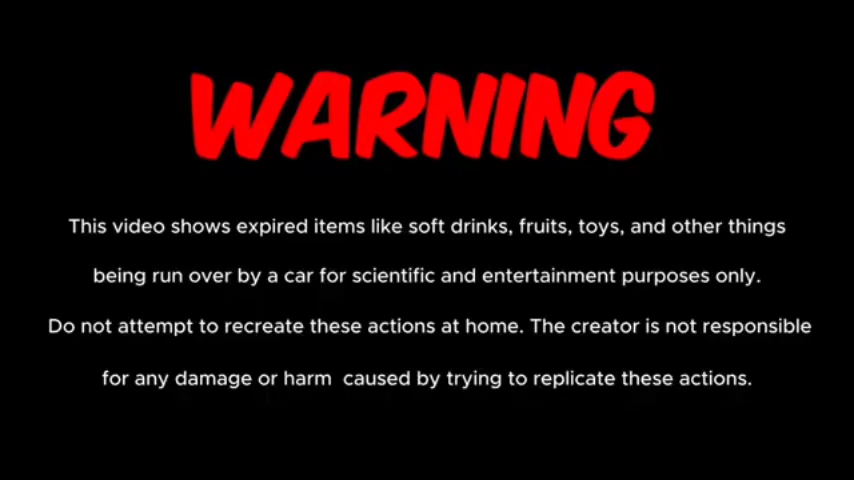 WARNING
This video shows expired items like soft drinks, fruits, toys, and other things
being run over by a car for scientific and entertainment purposes only.
Do not attempt to recreate these actions at home. The creator is not responsible
for any damage or harm caused by trying to replicate these actions.